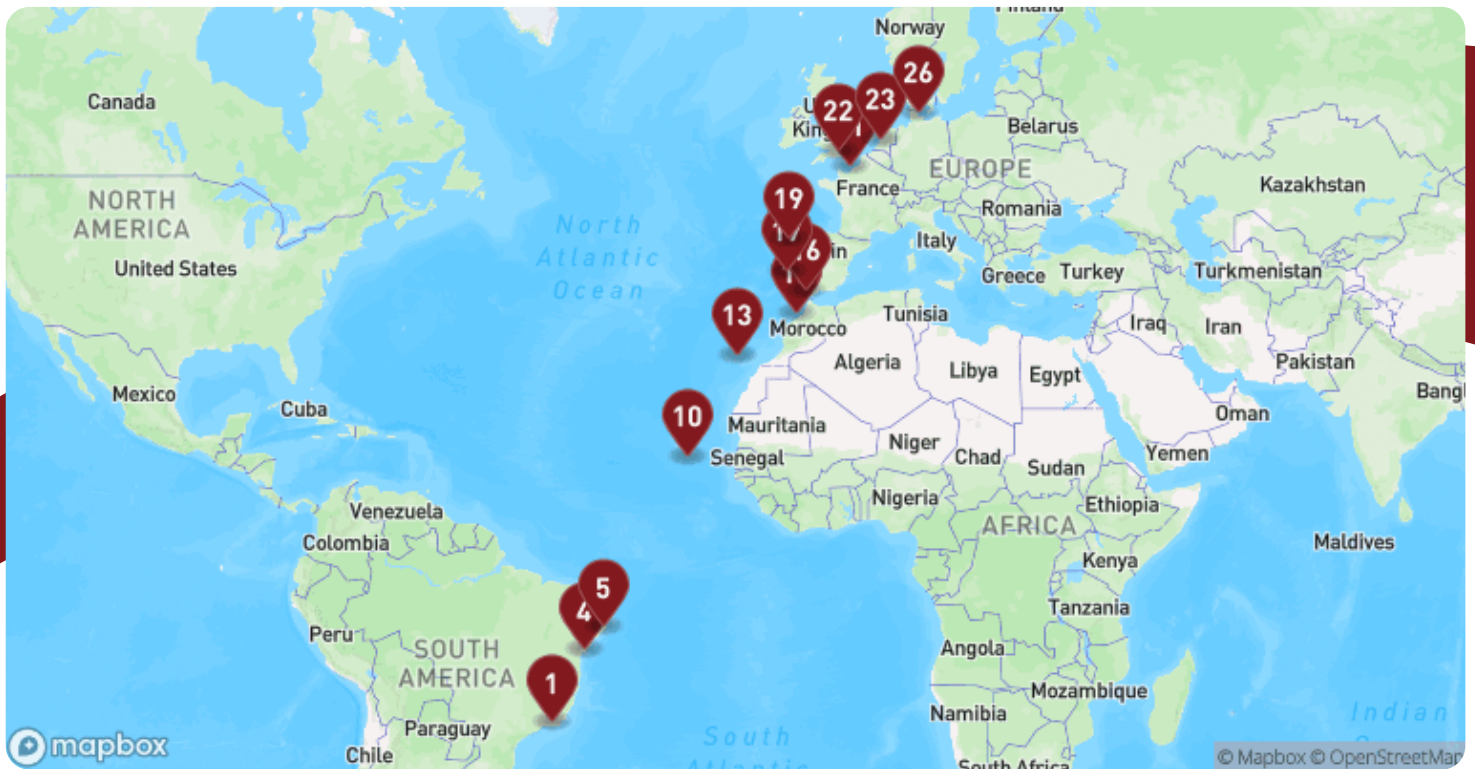 Norway
26
Canada
23
22
Belarus
EUROPE
NORTH
AMERICA
France
Kazakhstan
19
Romania
North
Atlantic
Ocean
Italy
United States
Greece
Turkey
Turkmenistan
13
Morocco
Tunisia
Iraq
Iran
Algeria
Libya
Egypt
Pakistan
Mexico
Cuba
10
Mauritania
Oman
Niger
Senegal
Chad
Sudan
Yemen
Venezuela
Nigeria
Ethiopia
AFRICA
Colombia
Maldives
Kenya
5
4
Tanzania
Peru
SOUTH
AMERICA
Angola
1
Mozambique
Namibia
Paraguay
Indian
South
Chile
mapbox
© Mapbox © OpenStreetMap